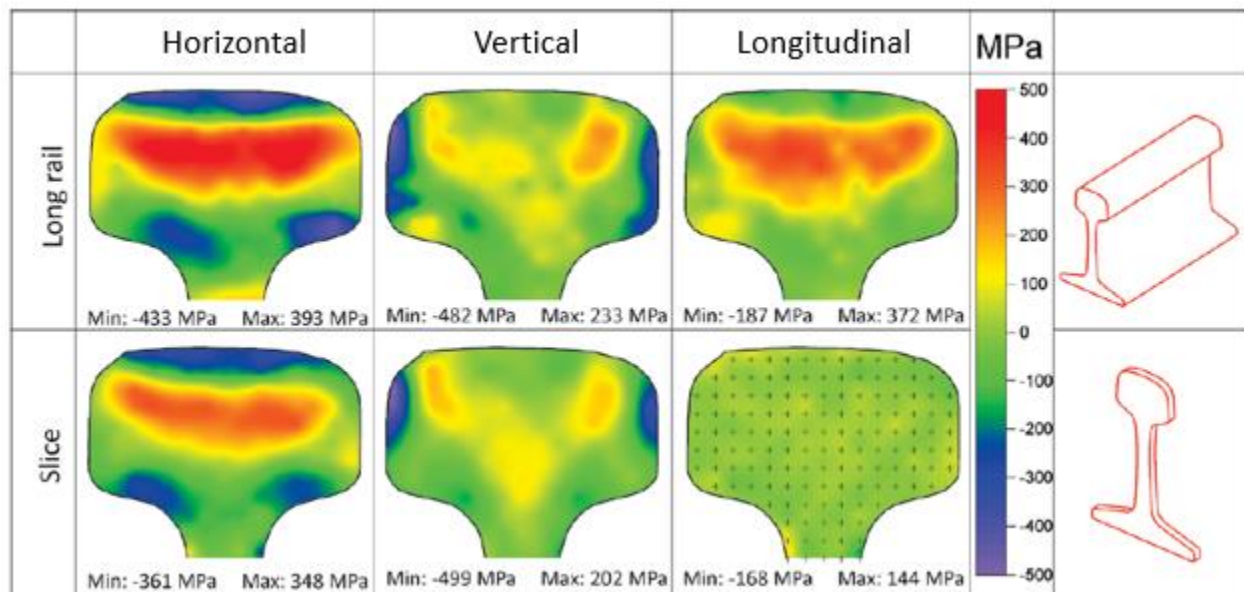 Horizontal Vertical Longitudinal MPa
Long rail
Min: -433 MPa Max: 393 MPa Min: -482 MPa Max: 233 MPa Min: -187 MPa Max: 372 MPa
Slice
Min: -361 MPa Max: 348 MPa Min: -499 MPa Max: 202 MPa Min: -168 MPa Max: 144 MPa
500
400
300
200
100
0
-100
-200
-300
-400
-500